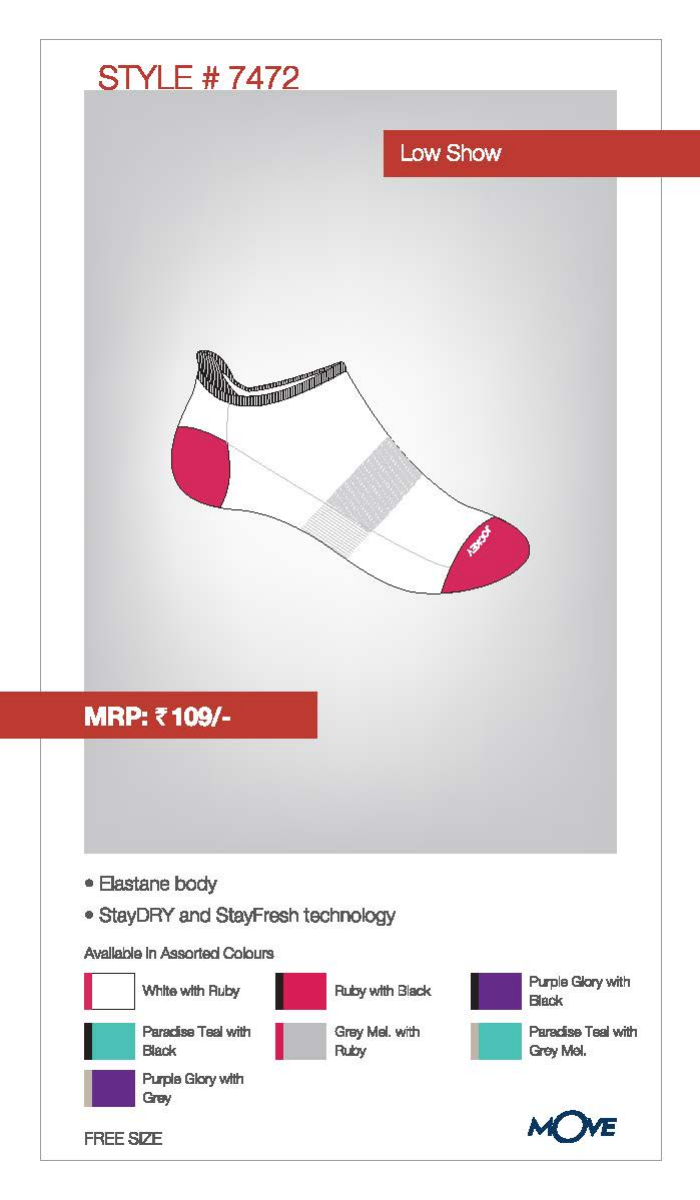 STYLE # 7472
Low Show
JOCKEY
MRP: ₹ 109/-
• Elastane body
• StayDRY and StayFresh technology
Available in Assorted Colours
White with Ruby
Ruby with Black
Purple Glory with
Black
Paradise Teal with
Black
Grey Mel. with
Ruby
Paradise Teal with
Grey Mel.
Purple Glory with
Grey
FREE SIZE
MOVE